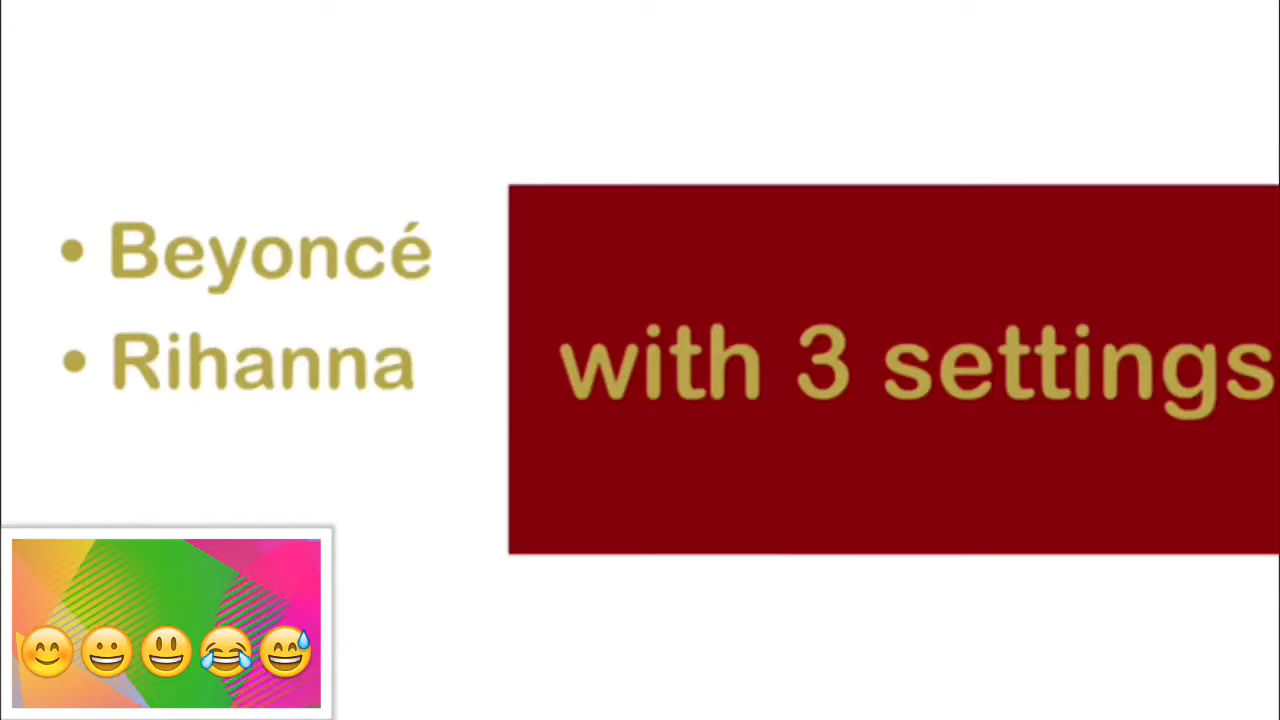 • Beyoncé
• Rihanna
with 3 settings
😊😀😃😂😅